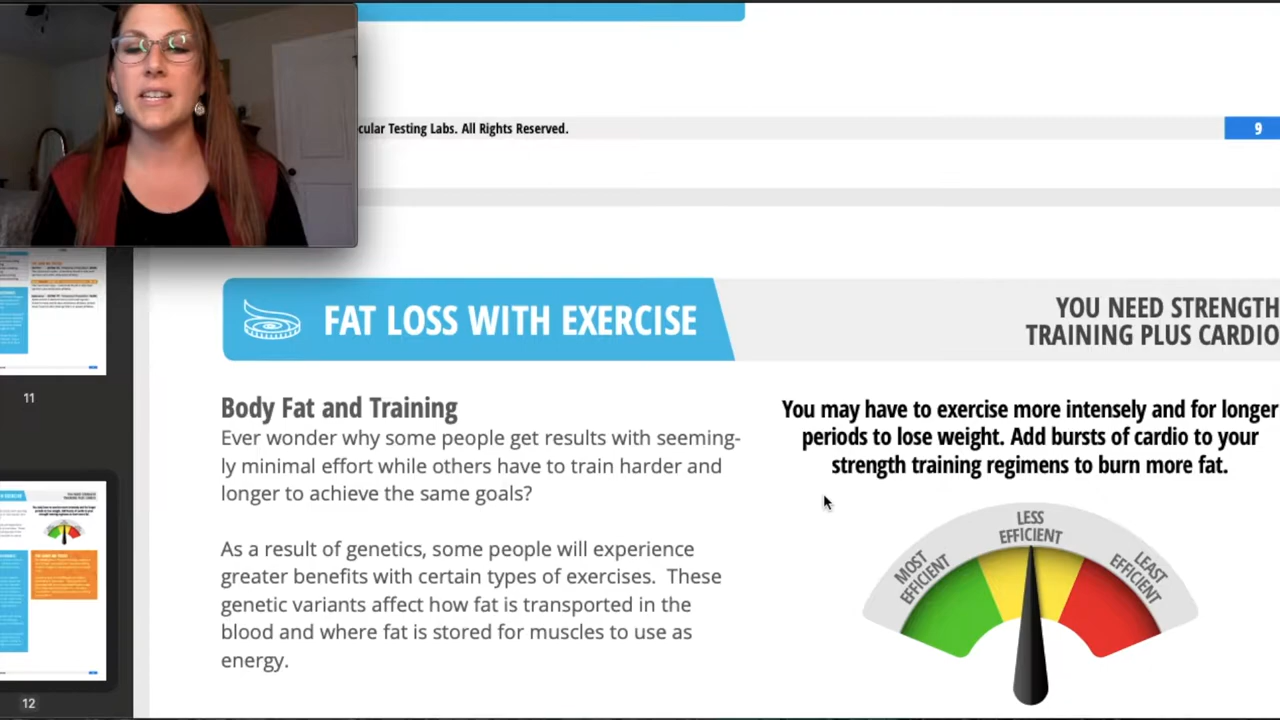 cular Testing Labs. All Rights Reserved.
9
FAT LOSS WITH EXERCISE
YOU NEED STRENGTH
TRAINING PLUS CARDIO
Body Fat and Training
Ever wonder why some people get results with seeming-
ly minimal effort while others have to train harder and
longer to achieve the same goals?
As a result of genetics, some people will experience
greater benefits with certain types of exercises. These
genetic variants affect how fat is transported in the
blood and where fat is stored for muscles to use as
energy.
You may have to exercise more intensely and for longer
periods to lose weight. Add bursts of cardio to your
strength training regimens to burn more fat.
MOST
EFFICIENT
LESS
EFFICIENT
LEAST
EFFICIENT
11
12